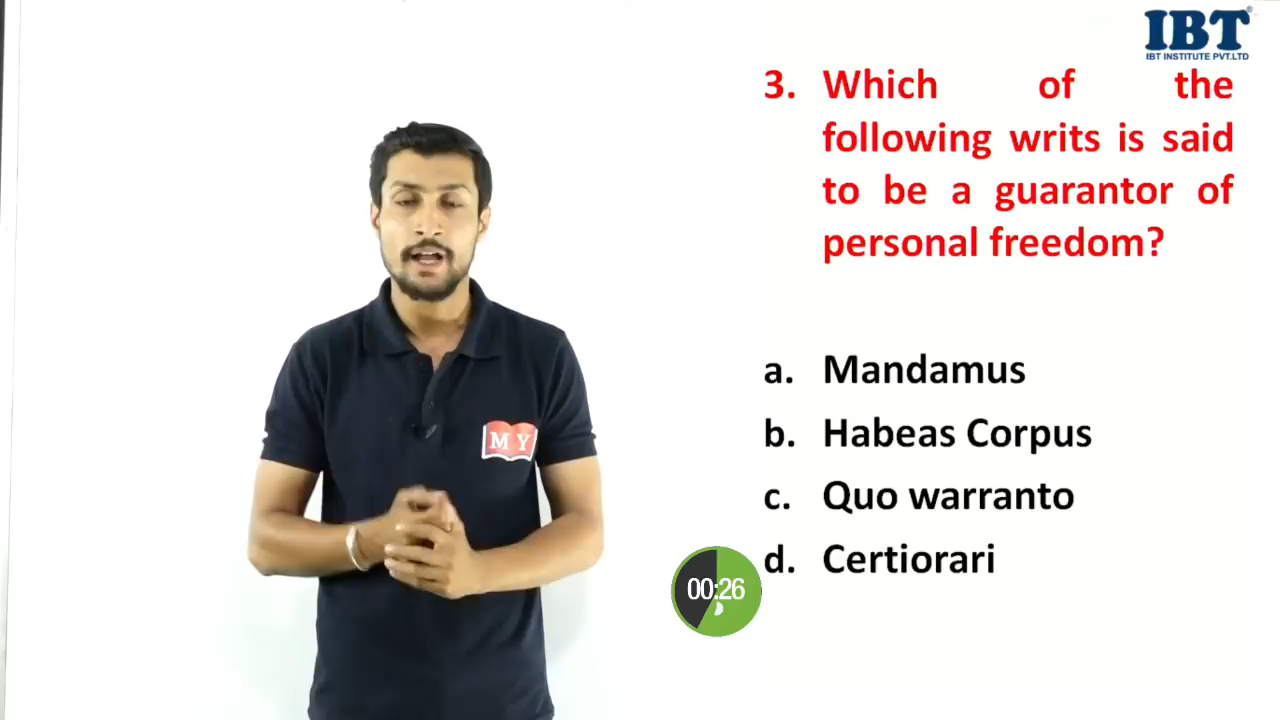 IBT
IBT INSTITUTE PVT.LTD
3. Which of the
following writs is said
to be a guarantor of
personal freedom?
a. Mandamus
b. Habeas Corpus
c. Quo warranto
d. Certiorari
M Y
00:26